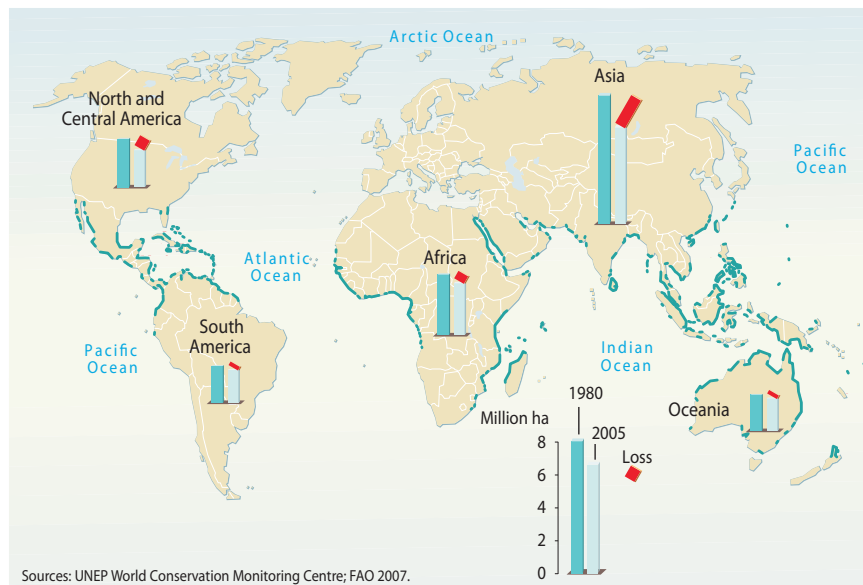 Arctic Ocean
Asia
North and
Central America
Pacific
Ocean
Atlantic
Ocean
Africa
South
America
Pacific
Ocean
Indian
Ocean
1980
Million ha
Oceania
2005
8
Loss
6
4
2
0
Sources: UNEP World Conservation Monitoring Centre; FAO 2007.